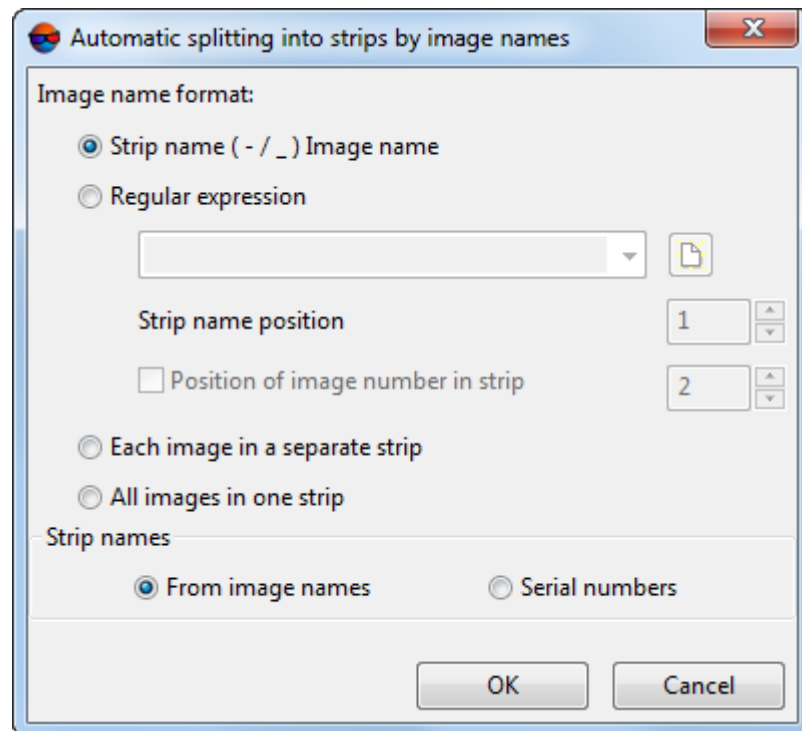 Automatic splitting into strips by image names
Image name format:
Strip name ( - / _ ) Image name
Regular expression
Strip name position 1
Position of image number in strip 2
Each image in a separate strip
All images in one strip
Strip names
From image names Serial numbers
OK Cancel